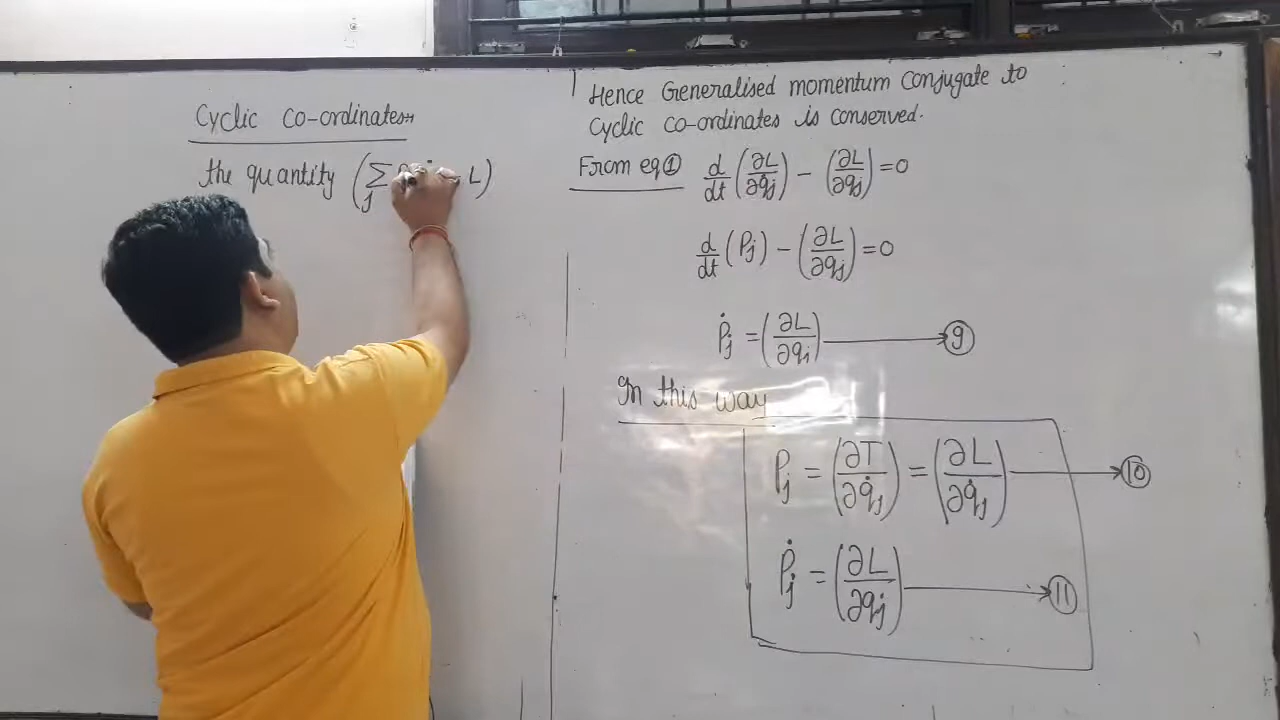 Cyclic co-ordinates
the quantity (∑j L)
Hence Generalised momentum conjugate to
cyclic co-ordinates is conserved.
From eq① d/dt (∂L/∂q̇j) − (∂L/∂qj) = 0
d/dt (Pj) − (∂L/∂qj) = 0
Ṗj = (∂L/∂qj) ⟶ ⑨
In this way
Pj = (∂T/∂q̇j) = (∂L/∂q̇j) ⟶ ⑩
Ṗj = (∂L/∂qj) ⟶ ⑪